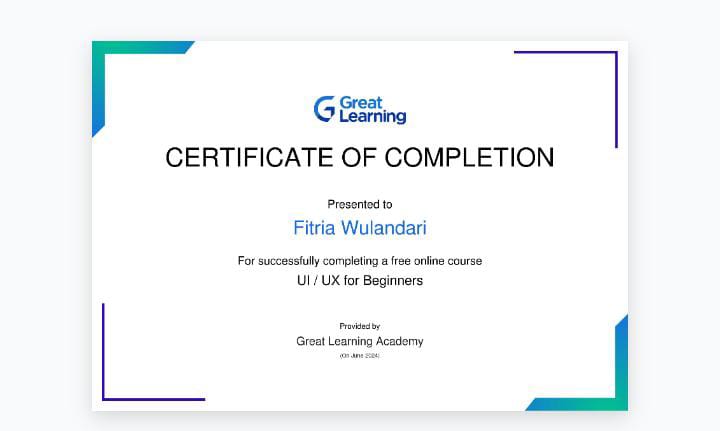 Great
Learning
CERTIFICATE OF COMPLETION
Presented to
Fitria Wulandari
For successfully completing a free online course
UI / UX for Beginners
Provided by
Great Learning Academy
(On June 2024)